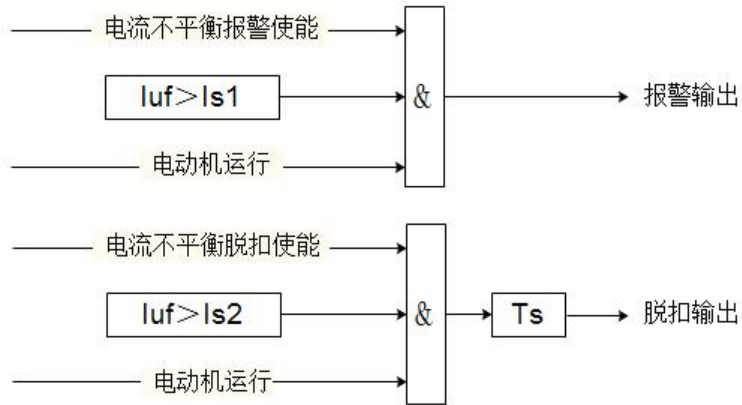 电流不平衡报警使能
Iuf＞Is1
&
报警输出
电动机运行
电流不平衡脱扣使能
Iuf＞Is2
&
Ts
脱扣输出
电动机运行